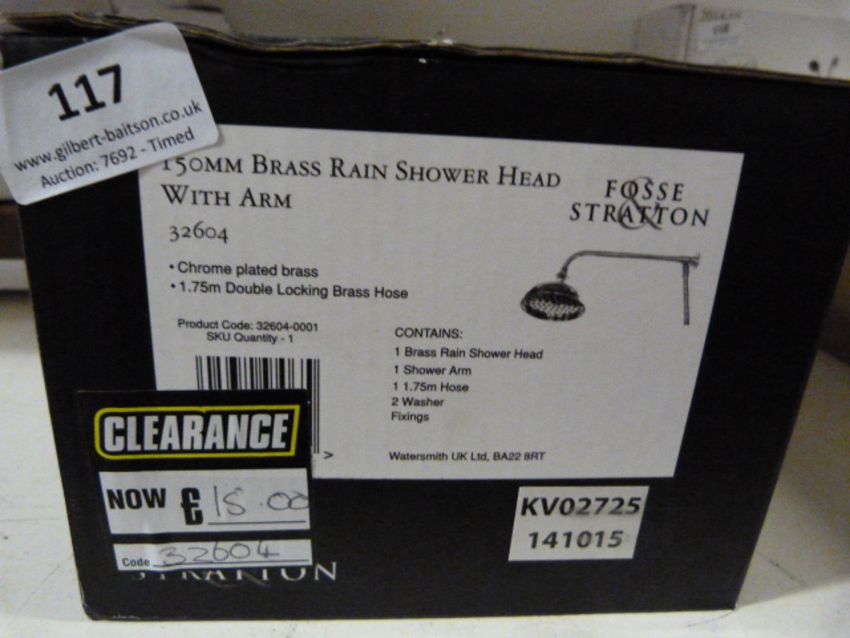 117
www.gilbert-baitson.co.uk
Auction: 7692 - Timed
150MM BRASS RAIN SHOWER HEAD
WITH ARM
32604
• Chrome plated brass
• 1.75m Double Locking Brass Hose
Product Code: 32604-0001
SKU Quantity - 1
FOSSE
&
STRATTON
CONTAINS:
1 Brass Rain Shower Head
1 Shower Arm
1 1.75m Hose
2 Washer
Fixings
Watersmith UK Ltd, BA22 8RT
>
CLEARANCE
NOW £ 15.00
Code 32604
KV02725
141015
STRATTON